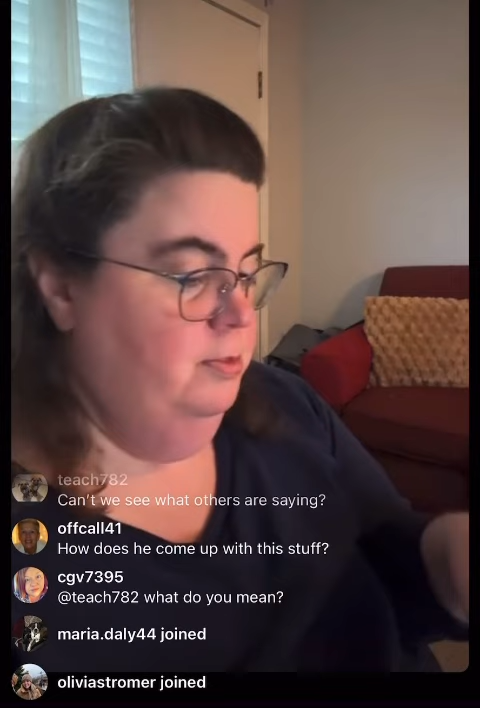 teach782
Can't we see what others are saying?
offcall41
How does he come up with this stuff?
cgv7395
@teach782 what do you mean?
maria.daly44 joined
oliviastromer joined